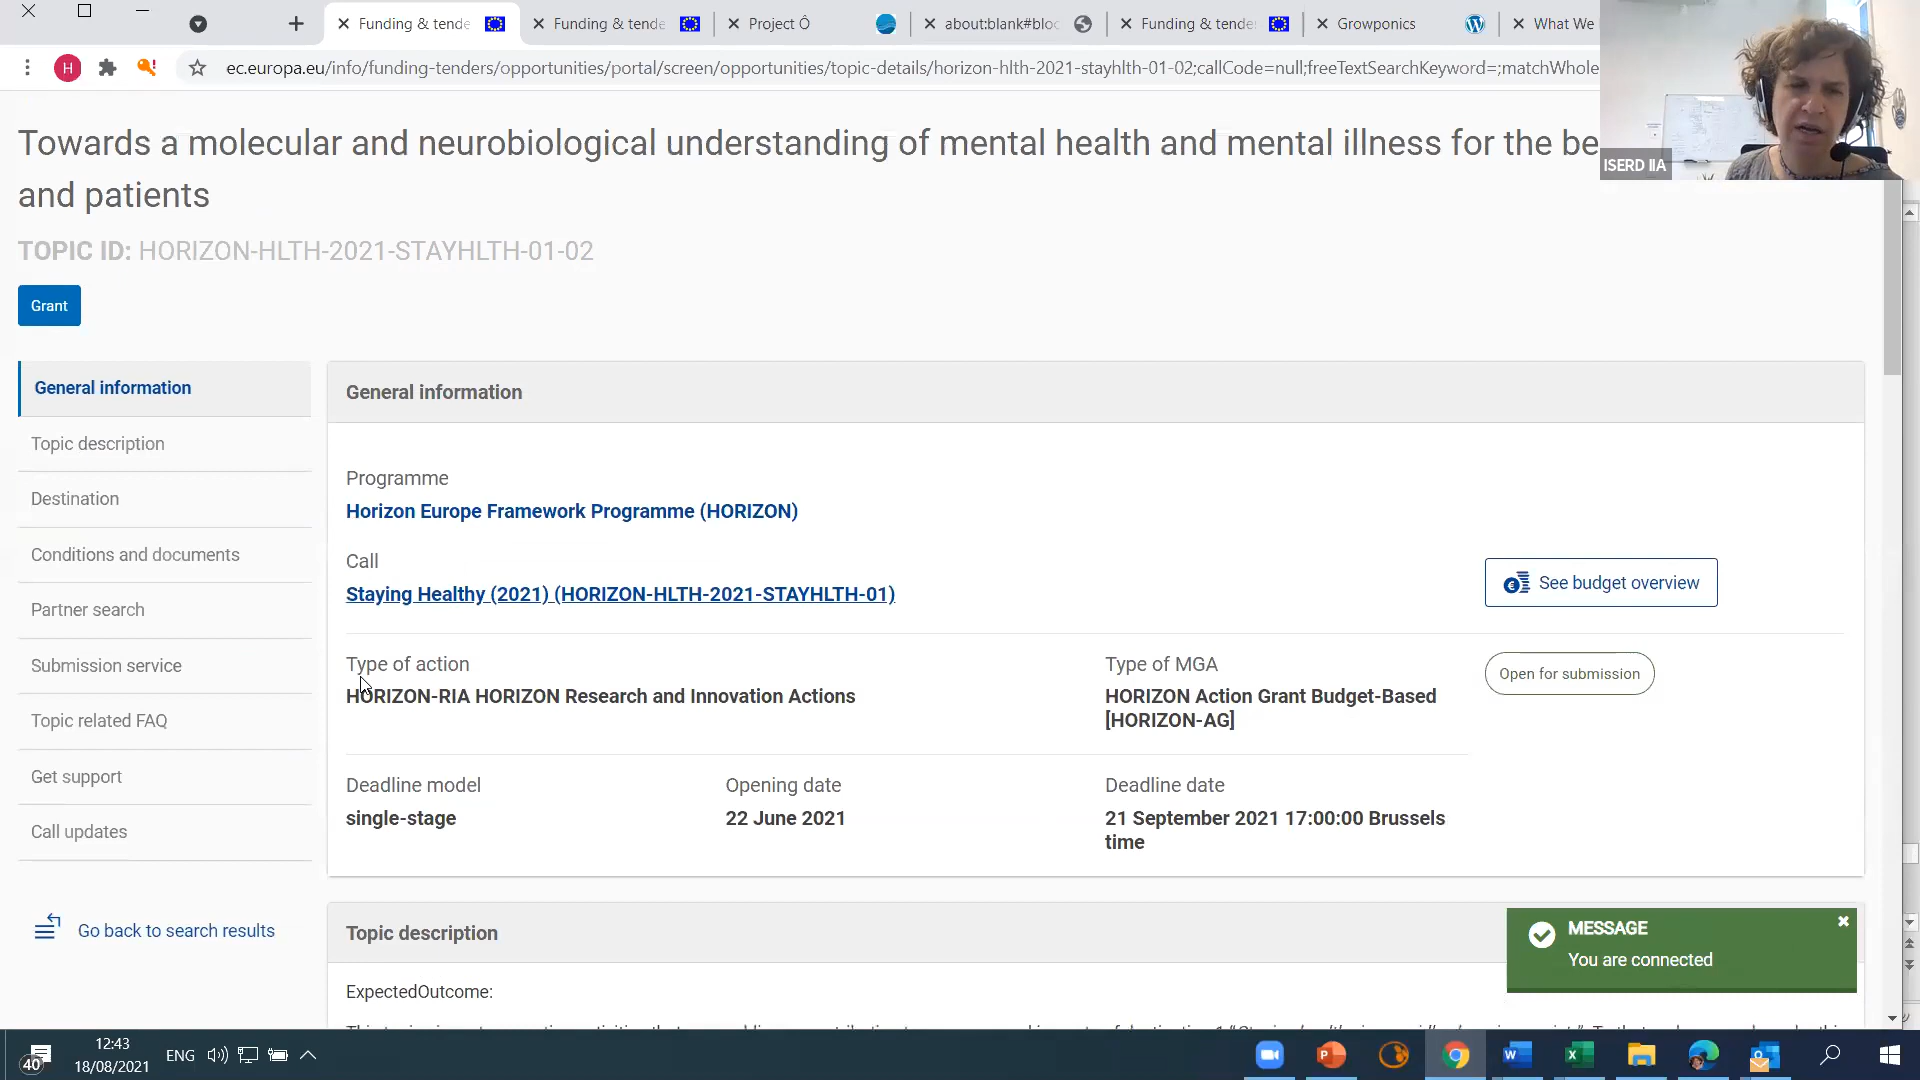 Funding & tende
Funding & tende
Project Ô
about:blank#bloc
Funding & tende
Growponics
What We
H
ec.europa.eu/info/funding-tenders/opportunities/portal/screen/opportunities/topic-details/horizon-hlth-2021-stayhlth-01-02;callCode=null;freeTextSearchKeyword=;matchWhole
ISERD IIA
Towards a molecular and neurobiological understanding of mental health and mental illness for the be
and patients
TOPIC ID: HORIZON-HLTH-2021-STAYHLTH-01-02
Grant
General information
Topic description
Destination
Conditions and documents
Partner search
Submission service
Topic related FAQ
Get support
Call updates
Go back to search results
General information
Programme
Horizon Europe Framework Programme (HORIZON)
Call
Staying Healthy (2021) (HORIZON-HLTH-2021-STAYHLTH-01)
See budget overview
Type of action
HORIZON-RIA HORIZON Research and Innovation Actions
Type of MGA
HORIZON Action Grant Budget-Based
[HORIZON-AG]
Open for submission
Deadline model
single-stage
Opening date
22 June 2021
Deadline date
21 September 2021 17:00:00 Brussels
time
Topic description
ExpectedOutcome:
MESSAGE
You are connected
40
12:43
18/08/2021
ENG